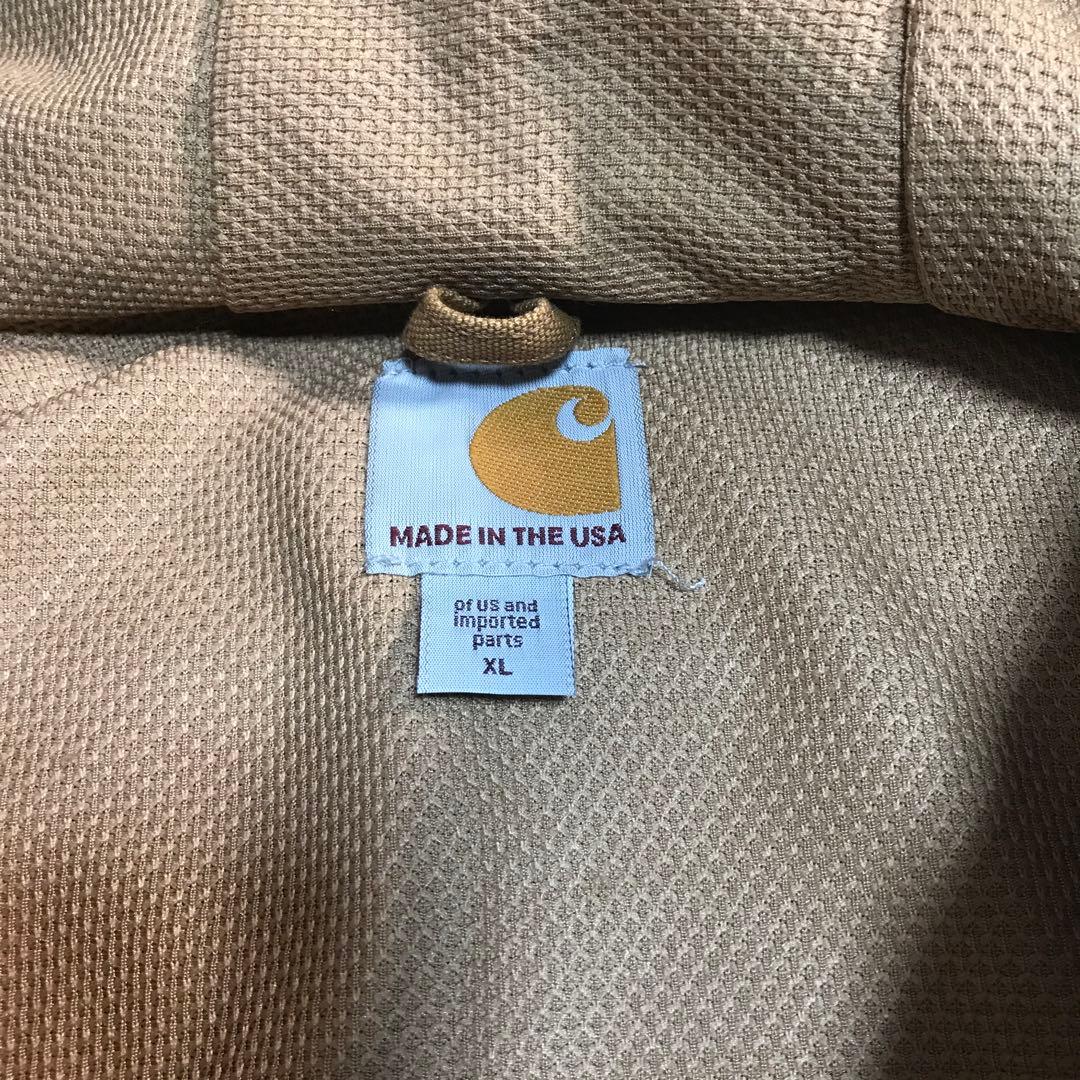 MADE IN THE USA
of US and
imported
parts
XL